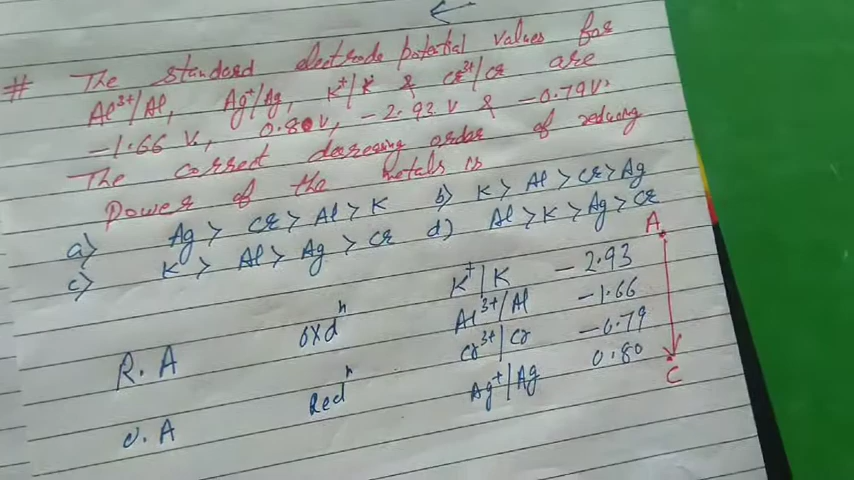 # The standard electrode potential values for
Al³⁺/Al, Ag⁺/Ag, K⁺/K & Cr³⁺/Cr are
-1.66 V, 0.80V, -2.92 V & -0.79V.
The correct decreasing order of reducing
Power of the metals is
a) Ag > Cr > Al > K b) K > Al > Cr > Ag
c) K > Al > Ag > Cr d) Al > K > Ag > Cr
A
K⁺/K -2.93
R.A oxdⁿ Al³⁺/Al -1.66
Cr³⁺/Cr -0.79
O.A Redⁿ Ag⁺/Ag 0.80
C